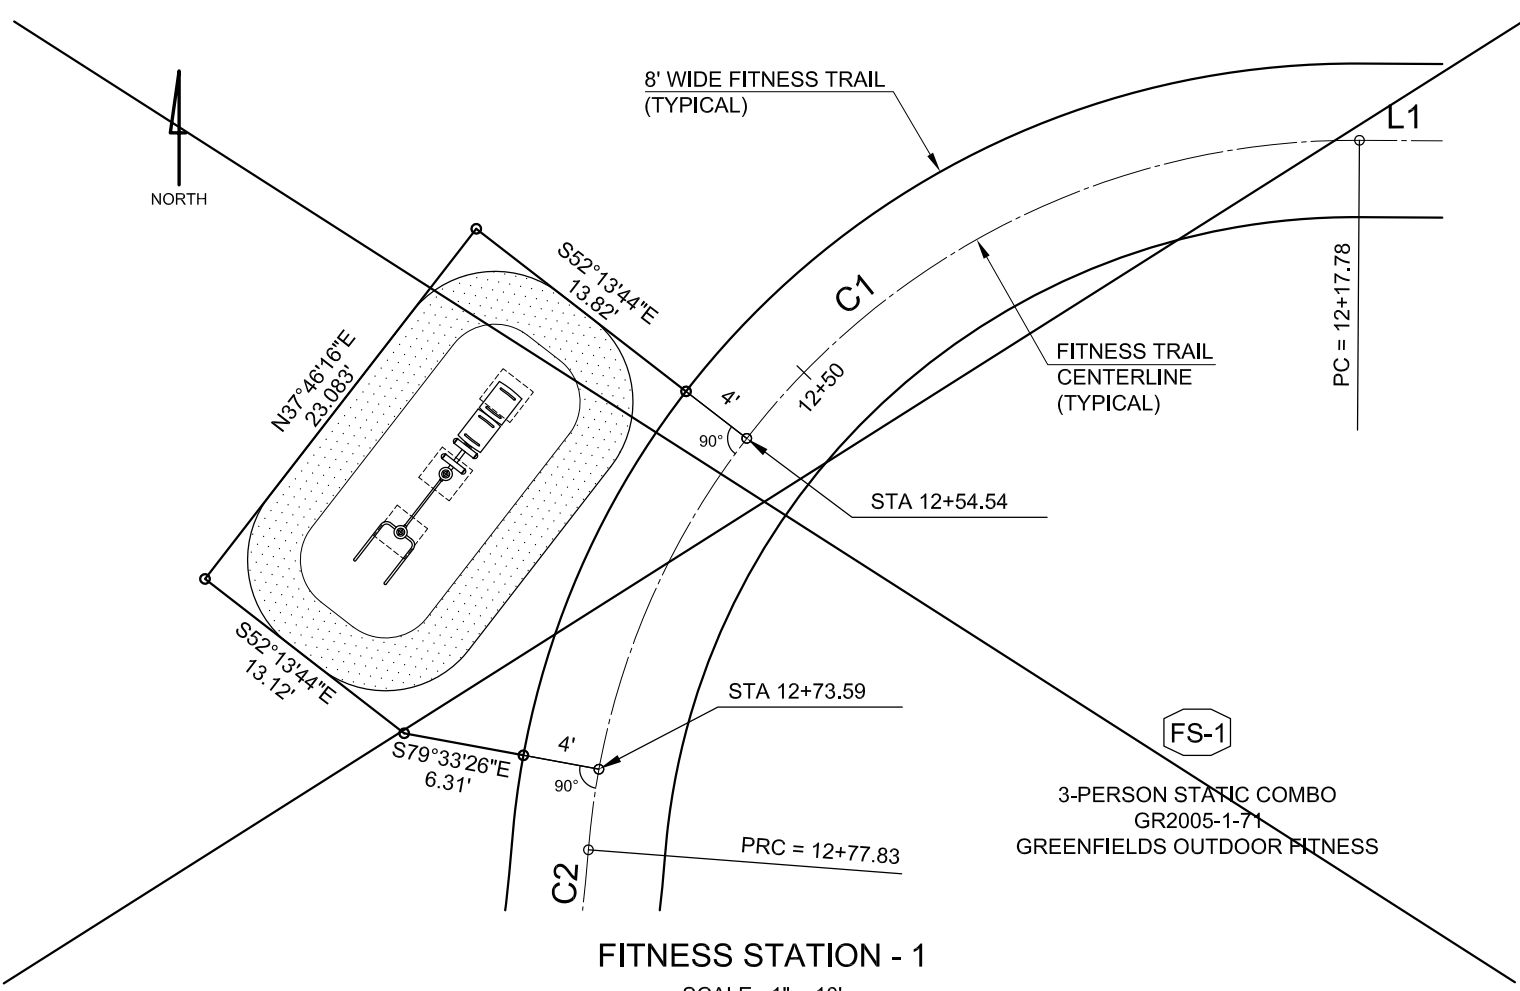 8' WIDE FITNESS TRAIL
(TYPICAL)
L1
NORTH
S52°13'44"E
13.82'
C1
PC = 12+17.78
N37°46'16"E
23.083'
FITNESS TRAIL
CENTERLINE
(TYPICAL)
12+50
4'
90°
STA 12+54.54
S52°13'44"E
13.12'
STA 12+73.59
FS-1
4'
S79°33'26"E
6.31'
90°
3-PERSON STATIC COMBO
GR2005-1-71
GREENFIELDS OUTDOOR FITNESS
PRC = 12+77.83
C2
FITNESS STATION - 1